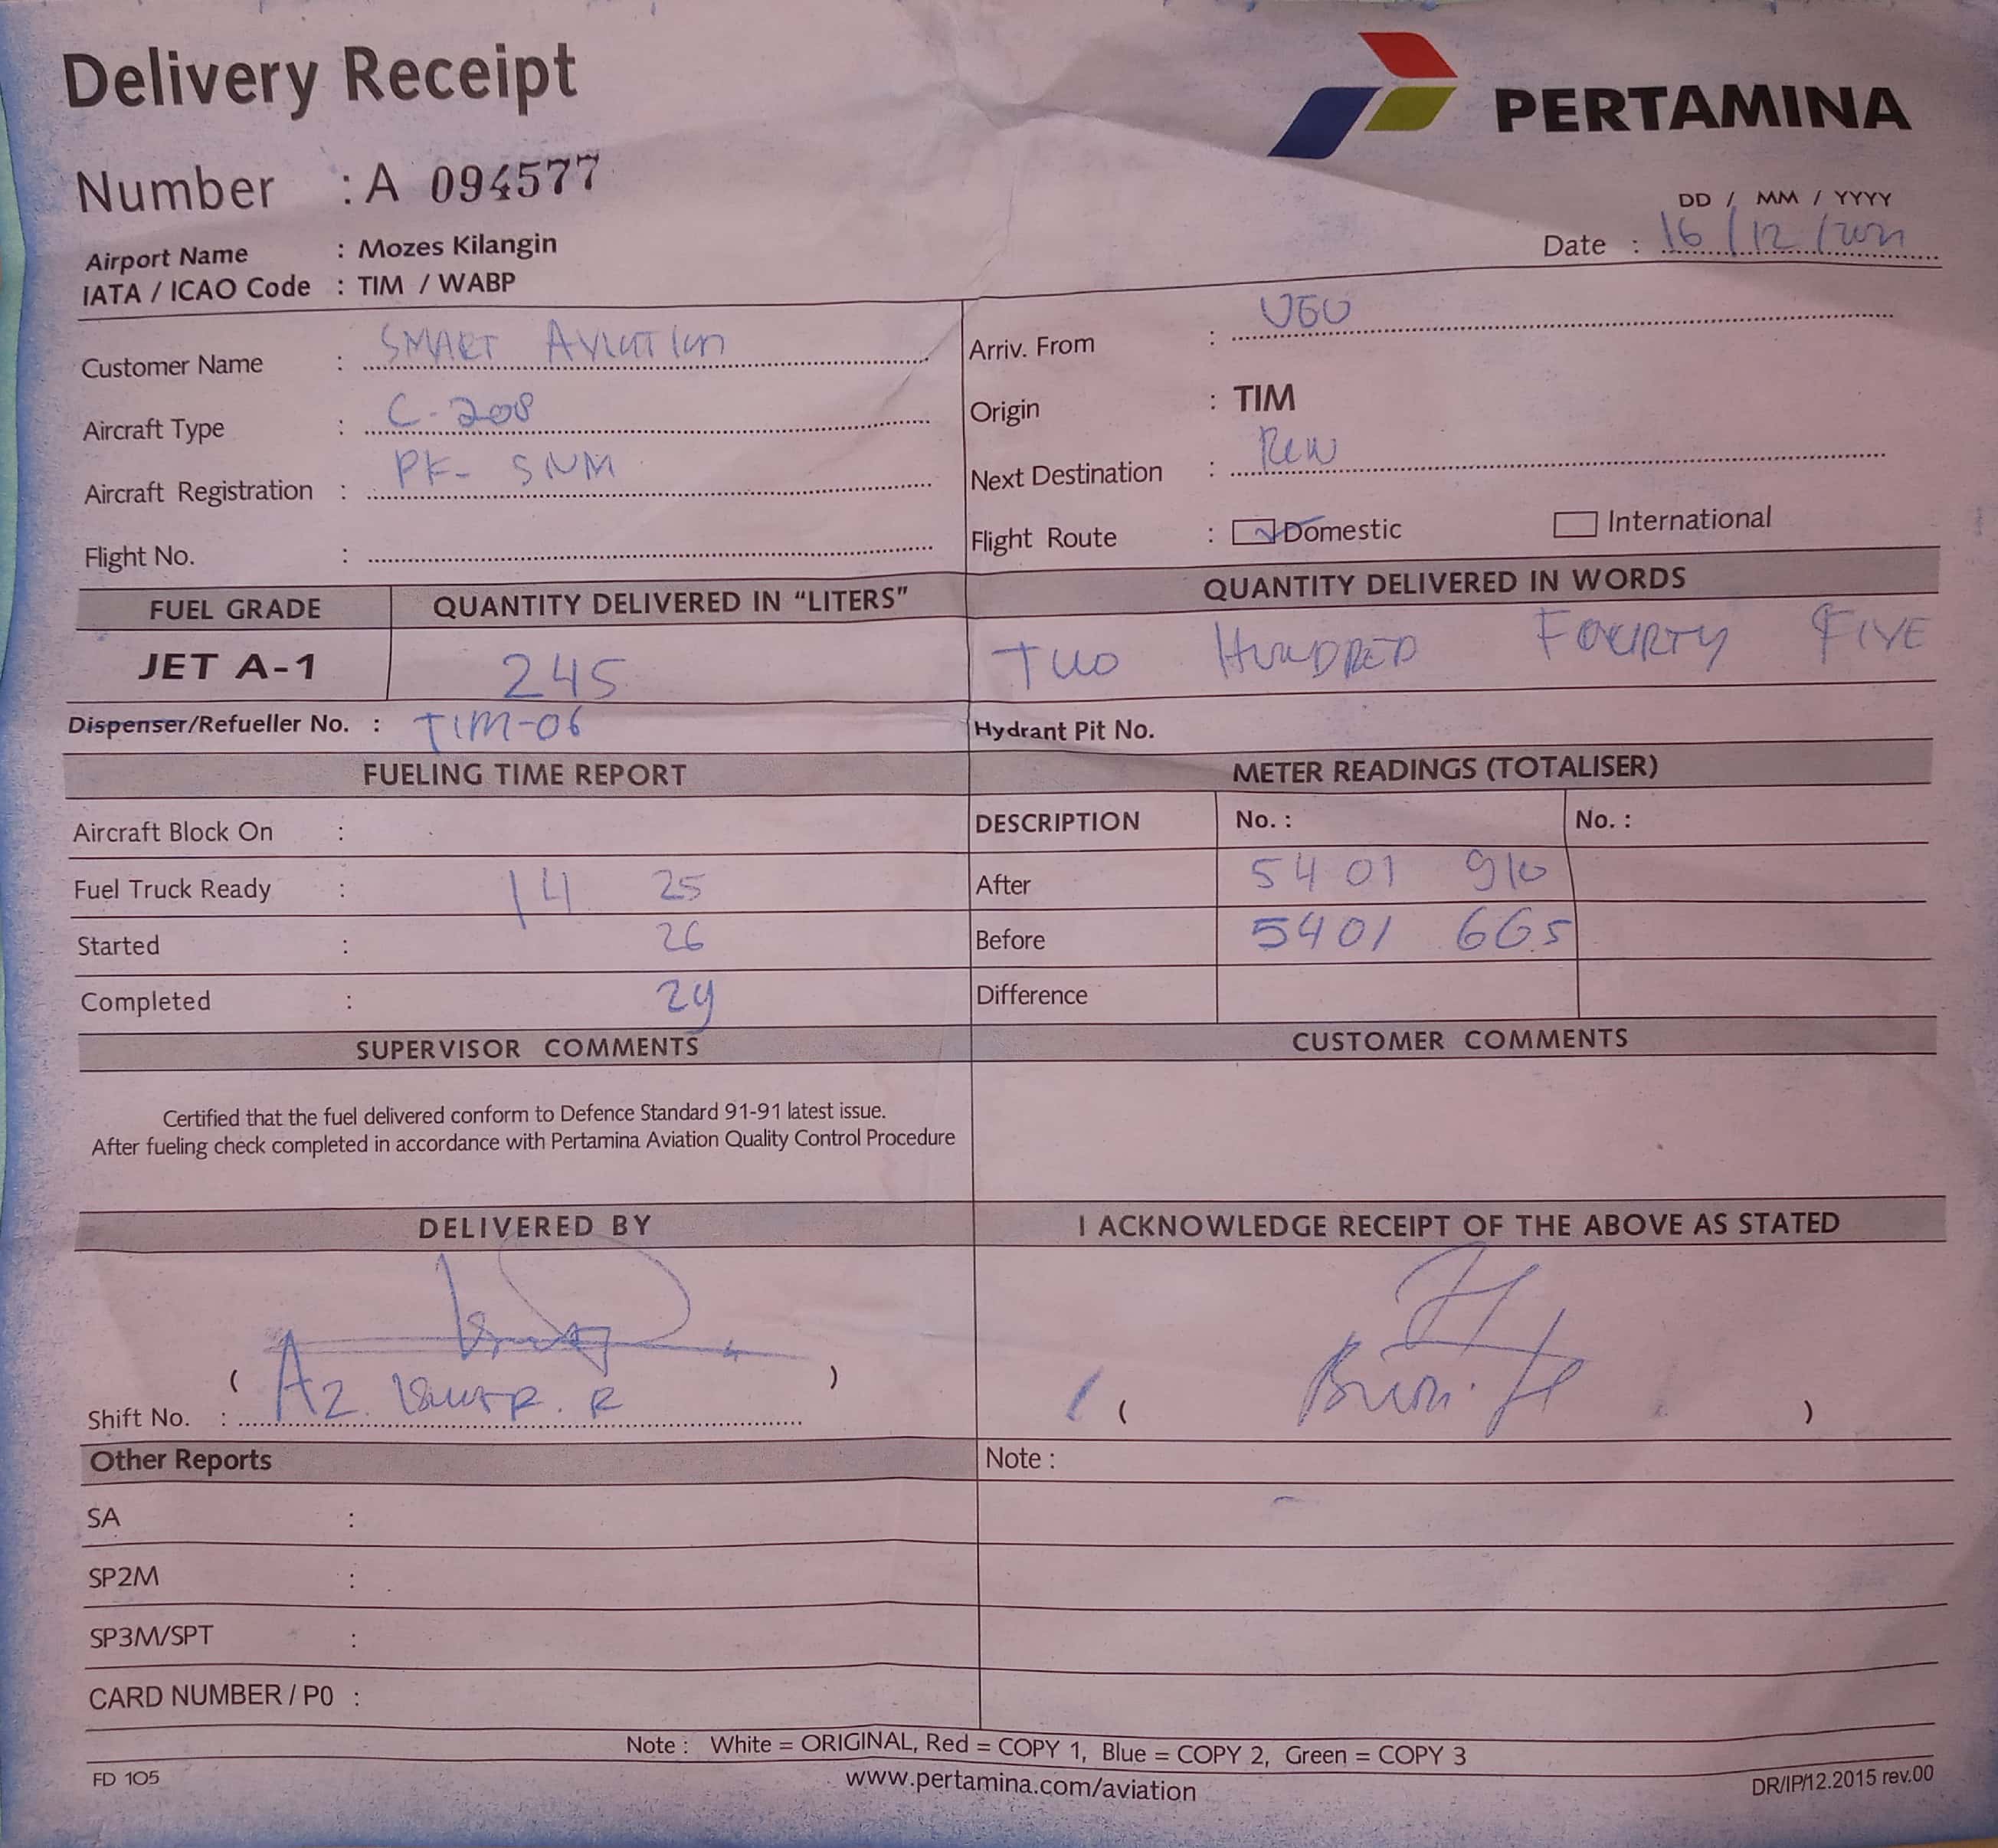 Delivery Receipt
PERTAMINA
Number : A 094577
DD / MM / YYYY
Airport Name : Mozes Kilangin
Date : 16/12/2021
IATA / ICAO Code : TIM / WABP
Customer Name : SMART AVIATION
Arriv. From :
Aircraft Type : C-208
Origin : TIM
Aircraft Registration : PK-SNM
Next Destination :
Flight No. :
Flight Route : Domestic International
FUEL GRADE QUANTITY DELIVERED IN “LITERS” QUANTITY DELIVERED IN WORDS
JET A-1 245 TWO HUNDRED FOURTY FIVE
Dispenser/Refueller No. : TIM-06 Hydrant Pit No.
FUELING TIME REPORT METER READINGS (TOTALISER)
Aircraft Block On : DESCRIPTION No. : No. :
Fuel Truck Ready : 14 25 After 5401 910
Started : 26 Before 5401 665
Completed : 29 Difference
SUPERVISOR COMMENTS CUSTOMER COMMENTS
Certified that the fuel delivered conform to Defence Standard 91-91 latest issue.
After fueling check completed in accordance with Pertamina Aviation Quality Control Procedure
DELIVERED BY I ACKNOWLEDGE RECEIPT OF THE ABOVE AS STATED
( )
( )
Shift No. : A2.
Other Reports Note :
SA :
SP2M :
SP3M/SPT :
CARD NUMBER / PO :
Note : White = ORIGINAL, Red = COPY 1, Blue = COPY 2, Green = COPY 3
FD 105 www.pertamina.com/aviation DR/IP/12.2015 rev.00